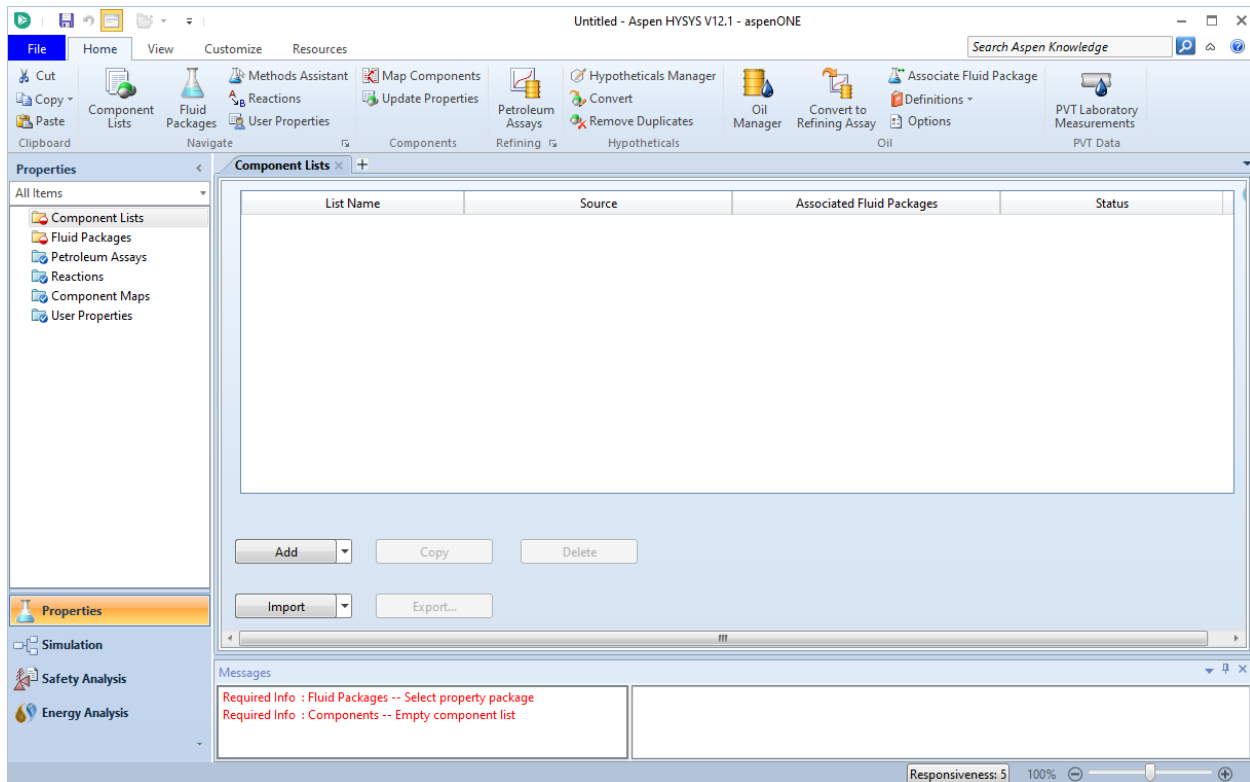 Untitled - Aspen HYSYS V12.1 - aspenONE
File Home View Customize Resources Search Aspen Knowledge
Cut
Copy
Paste
Clipboard
Component Lists
Fluid Packages
Methods Assistant
Reactions
User Properties
Navigate
Map Components
Update Properties
Components
Petroleum Assays
Refining
Hypotheticals Manager
Convert
Remove Duplicates
Hypotheticals
Oil Manager
Convert to Refining Assay
Associate Fluid Package
Definitions
Options
Oil
PVT Laboratory Measurements
PVT Data
Properties
All Items
Component Lists
Fluid Packages
Petroleum Assays
Reactions
Component Maps
User Properties
Properties
Simulation
Safety Analysis
Energy Analysis
Component Lists
List Name Source Associated Fluid Packages Status
Add Copy Delete
Import Export...
Messages
Required Info : Fluid Packages -- Select property package
Required Info : Components -- Empty component list
Responsiveness: 5 100%